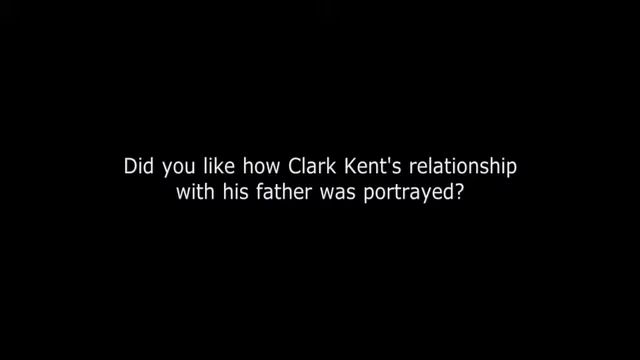 Did you like how Clark Kent's relationship
with his father was portrayed?